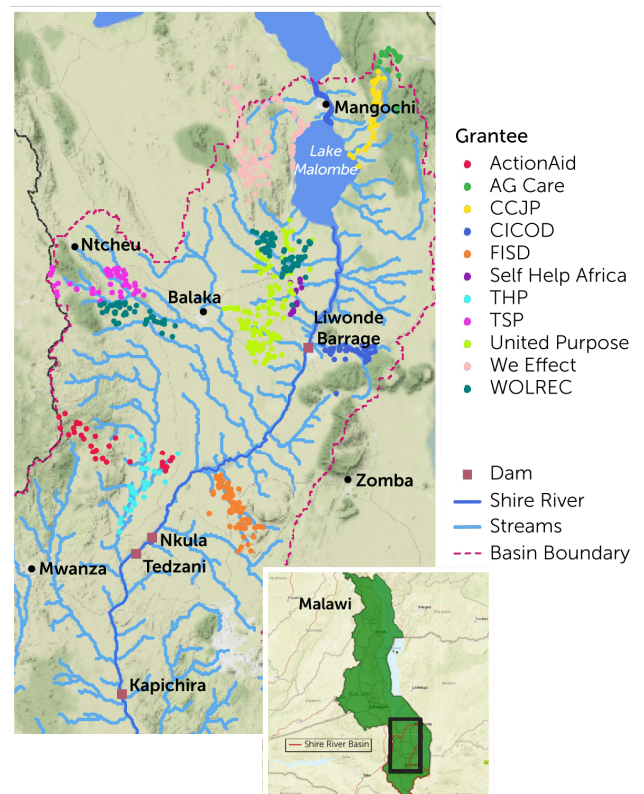 Mangochi
Lake
Malombe
Ntcheu
Balaka
Liwonde
Barrage
Zomba
Nkula
Tedzani
Mwanza
Kapichira
Grantee
ActionAid
AG Care
CCJP
CICOD
FISD
Self Help Africa
THP
TSP
United Purpose
We Effect
WOLREC
Dam
Shire River
Streams
Basin Boundary
Malawi
Shire River Basin